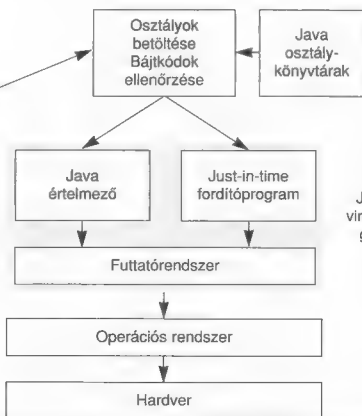 Osztályok
betöltése
Bájtkódok
ellenőrzése
Java
osztály-
könyvtárak
Java
értelmező
Just-in-time
fordítóprogram
Futtatórendszer
Operációs rendszer
Hardver